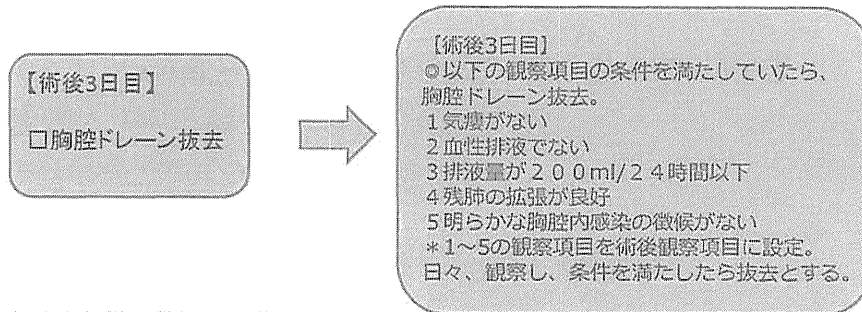 【術後3日目】
□胸腔ドレーン抜去
【術後3日目】
◎以下の観察項目の条件を満たしていたら、
胸腔ドレーン抜去。
1気瘻がない
2血性排液でない
3排液量が200ml/24時間以下
4残肺の拡張が良好
5明らかな胸腔内感染の徴候がない
*1~5の観察項目を術後観察項目に設定。
日々、観察し、条件を満たしたら抜去とする。